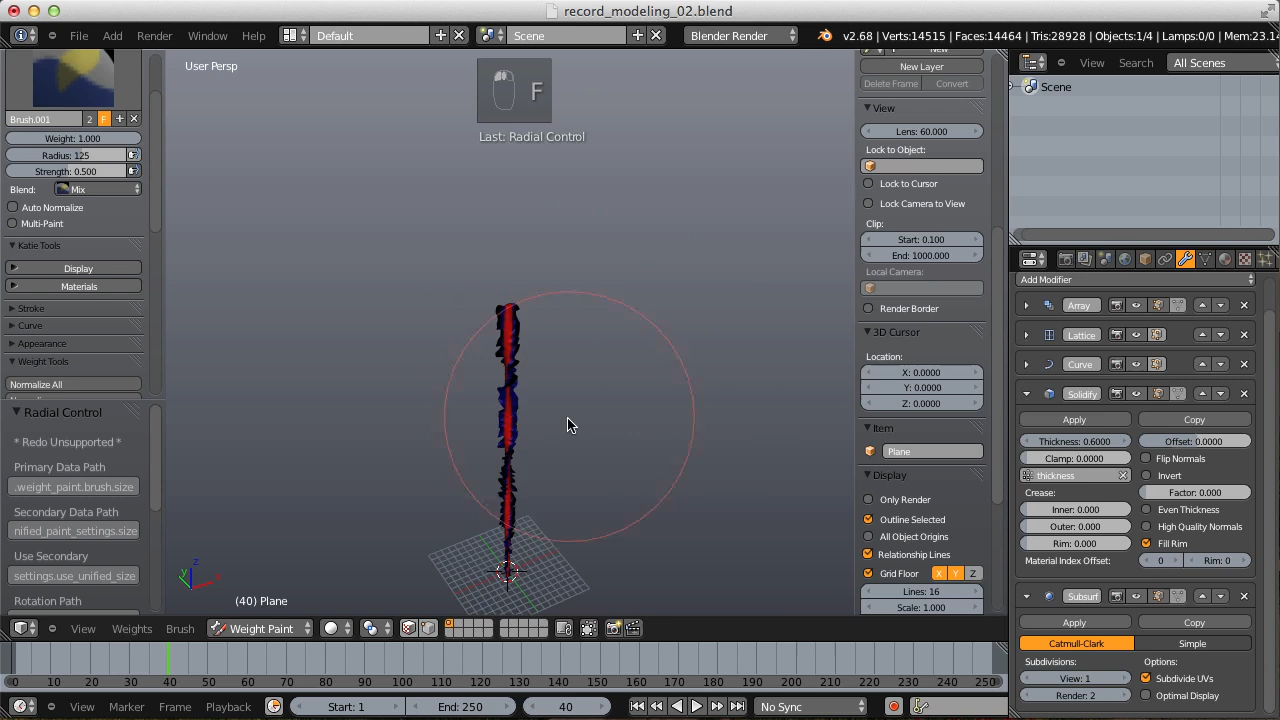 record_modeling_02.blend
File Add Render Window Help Default Scene Blender Render v2.68 | Verts:14515 | Faces:14464 | Tris:28928 | Objects:1/4 | Lamps:0/0 | Mem:23.1
Brush.001 2 F
Weight: 1.000
Radius: 125
Strength: 0.500
Blend: Mix
Auto Normalize
Multi-Paint
Katie Tools
Display
Materials
Stroke
Curve
Appearance
Weight Tools
Normalize All
Radial Control
* Redo Unsupported *
Primary Data Path
.weight_paint.brush.size
Secondary Data Path
nified_paint_settings.size
Use Secondary
settings.use_unified_size
Rotation Path
User Persp
F
Last: Radial Control
z
y
x
(40) Plane
New
New Layer
Delete Frame Convert
View
Lens: 60.000
Lock to Object:
Lock to Cursor
Lock Camera to View
Clip:
Start: 0.100
End: 1000.000
Local Camera:
Render Border
3D Cursor
Location:
X: 0.0000
Y: 0.0000
Z: 0.0000
Item
Plane
Display
Only Render
Outline Selected
All Object Origins
Relationship Lines
Grid Floor X Y Z
Lines: 16
Scale: 1.000
View Search All Scenes
Scene
Add Modifier
Array
Lattice
Curve
Solidify
Apply Copy
Thickness: 0.6000 Offset: 0.0000
Clamp: 0.0000 Flip Normals
thickness Invert
Crease: Factor: 0.000
Inner: 0.000 Even Thickness
Outer: 0.000 High Quality Normals
Rim: 0.000 Fill Rim
Material Index Offset: 0 Rim: 0
Subsurf
Apply Copy
Catmull-Clark Simple
Subdivisions: Options:
View: 1 Subdivide UVs
Render: 2 Optimal Display
View Weights Brush Weight Paint
0 10 20 30 40 50 60 70 80 90 100 110 120 130 140 150 160 170 180 190 200 210 220 230 240 250
View Marker Frame Playback Start: 1 End: 250 40 No Sync